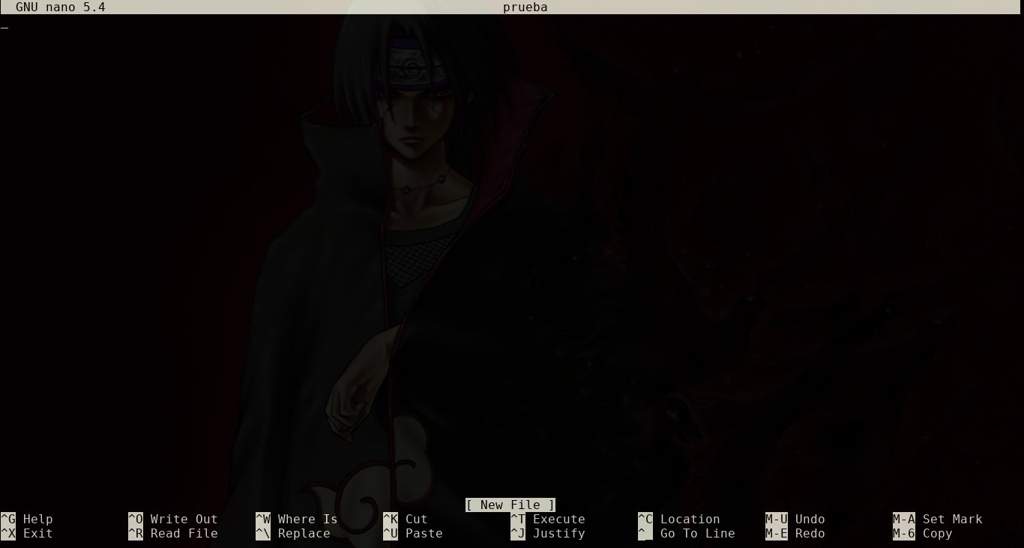 GNU nano 5.4 prueba
[ New File ]
^G Help ^O Write Out ^W Where Is ^K Cut ^T Execute ^C Location M-U Undo M-A Set Mark
^X Exit ^R Read File ^\ Replace ^U Paste ^J Justify ^_ Go To Line M-E Redo M-6 Copy